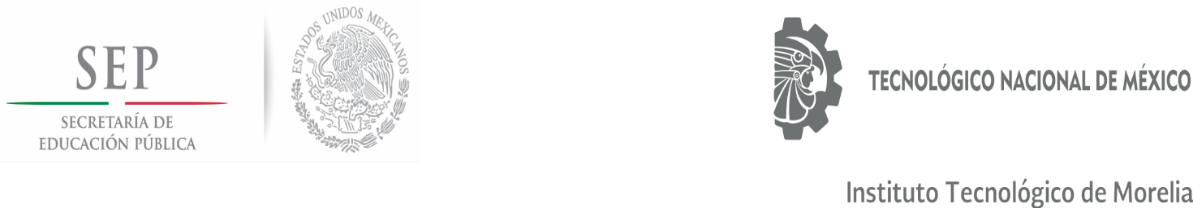 SEP
SECRETARÍA DE
EDUCACIÓN PÚBLICA
ESTADOS UNIDOS MEXICANOS
TECNOLÓGICO NACIONAL DE MÉXICO
Instituto Tecnológico de Morelia